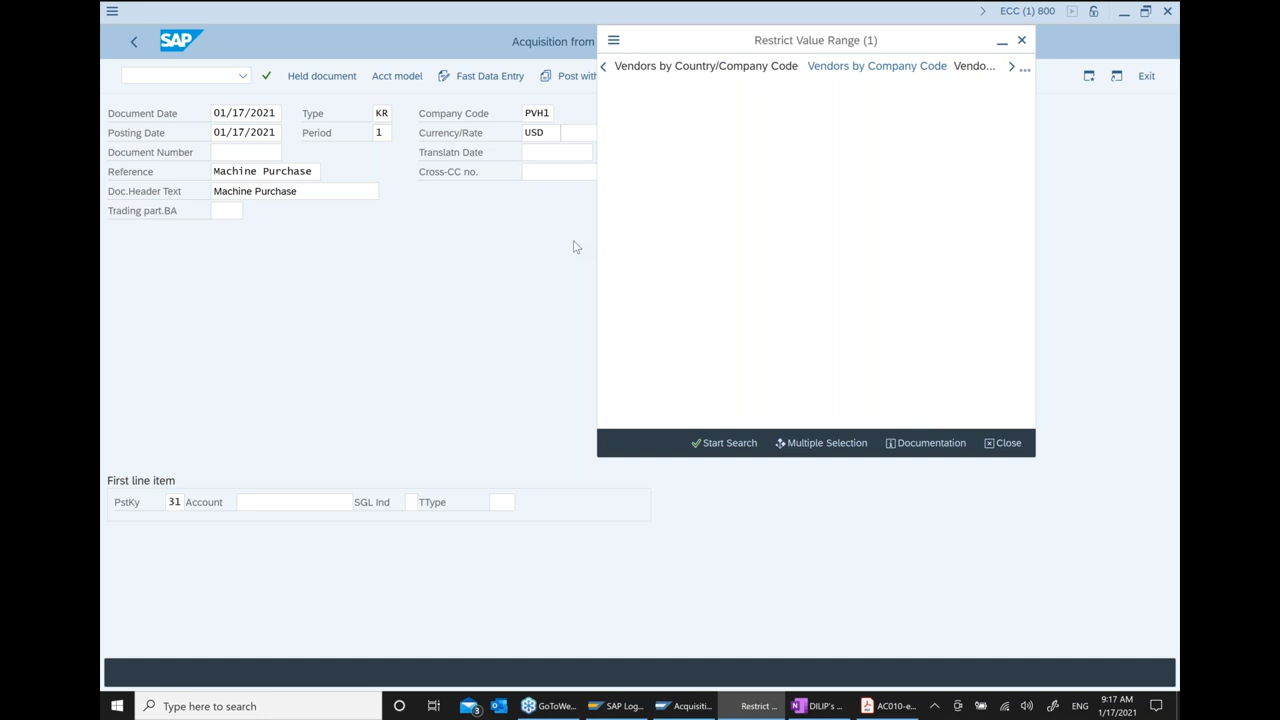 ECC (1) 800
SAP
Acquisition from
Held document
Acct model
Fast Data Entry
Post with
Exit
Document Date 01/17/2021 Type KR Company Code PVH1
Posting Date 01/17/2021 Period 1 Currency/Rate USD
Document Number Translatn Date
Reference Machine Purchase Cross-CC no.
Doc.Header Text Machine Purchase
Trading part.BA
Restrict Value Range (1)
Vendors by Country/Company Code Vendors by Company Code Vendo...
Start Search Multiple Selection Documentation Close
First line item
PstKy 31 Account SGL Ind TType
Type here to search
3
GoToWe...
SAP Log...
Acquisiti...
Restrict ...
DILIP's ...
AC010-e...
ENG
9:17 AM
1/17/2021